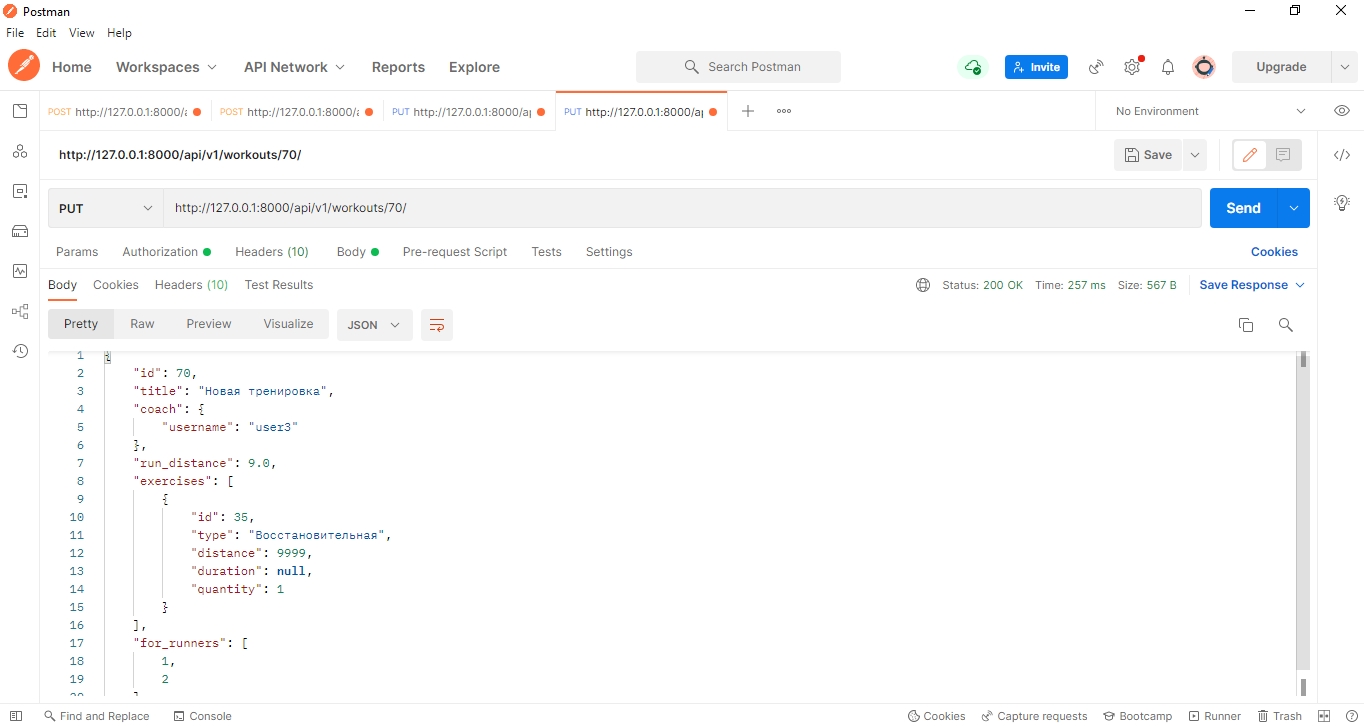 Postman
File Edit View Help
Home Workspaces API Network Reports Explore Search Postman Invite Upgrade
POST http://127.0.0.1:8000/ POST http://127.0.0.1:8000/ PUT http://127.0.0.1:8000/a PUT http://127.0.0.1:8000/a No Environment
http://127.0.0.1:8000/api/v1/workouts/70/ Save
PUT http://127.0.0.1:8000/api/v1/workouts/70/ Send
Params Authorization Headers (10) Body Pre-request Script Tests Settings Cookies
Body Cookies Headers (10) Test Results Status: 200 OK Time: 257 ms Size: 567 B Save Response
Pretty Raw Preview Visualize JSON
1 {
2 "id": 70,
3 "title": "Новая тренировка",
4 "coach": {
5 "username": "user3"
6 },
7 "run_distance": 9.0,
8 "exercises": [
9 {
10 "id": 35,
11 "type": "Восстановительная",
12 "distance": 9999,
13 "duration": null,
14 "quantity": 1
15 }
16 ],
17 "for_runners": [
18 1,
19 2
20 ]
Find and Replace Console Cookies Capture requests Bootcamp Runner Trash